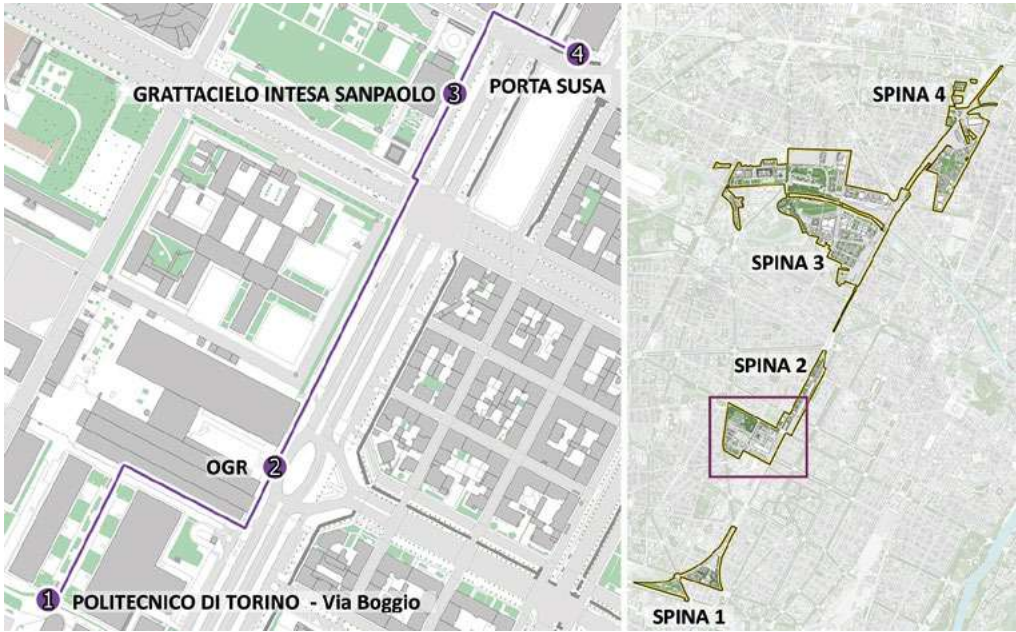 4
PORTA SUSA
GRATTACIELO INTESA SANPAOLO 3
OGR 2
1 POLITECNICO DI TORINO - Via Boggio
SPINA 4
SPINA 3
SPINA 2
SPINA 1